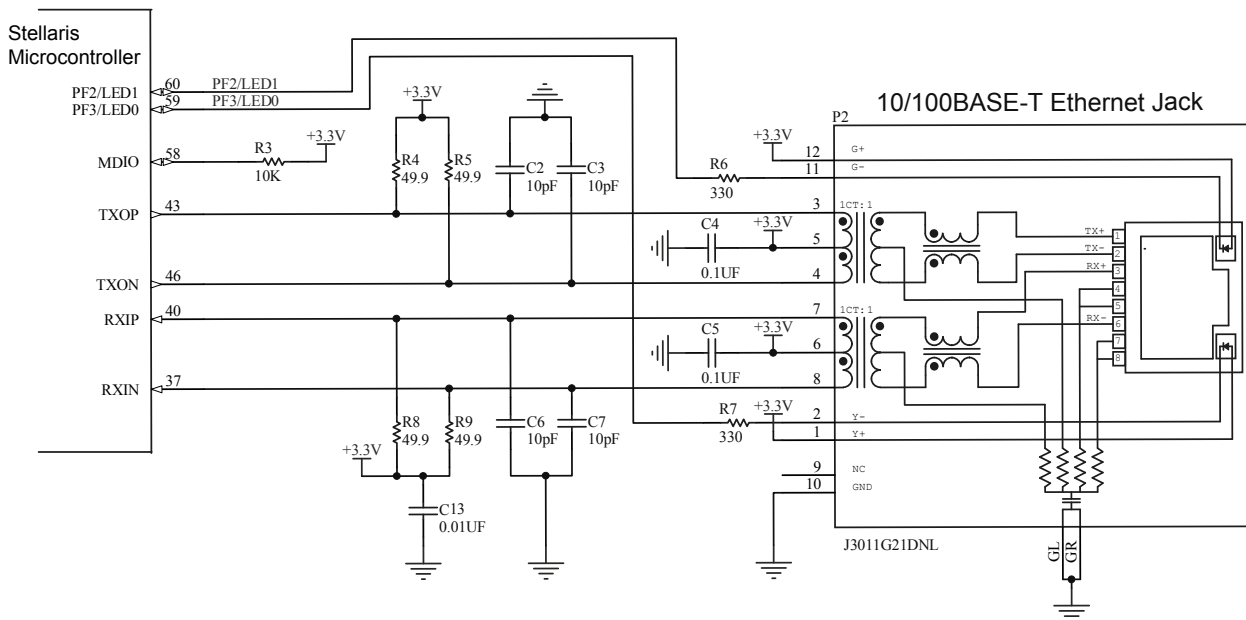 Stellaris
Microcontroller
PF2/LED1
60
PF2/LED1
PF3/LED0
59
PF3/LED0
MDIO
58
R3
10K
+3.3V
TXOP
43
TXON
46
RXIP
40
RXIN
37
+3.3V
R4
49.9
R5
49.9
C2
10pF
C3
10pF
R6
330
+3.3V
C4
0.1UF
+3.3V
C5
0.1UF
+3.3V
R7
330
+3.3V
R8
49.9
R9
49.9
C6
10pF
C7
10pF
+3.3V
C13
0.01UF
10/100BASE-T Ethernet Jack
P2
12
G+
11
G-
3
1CT:1
5
4
7
1CT:1
6
8
2
Y-
1
Y+
9
NC
10
GND
TX+
1
TX-
2
RX+
3
4
5
RX-
6
7
8
J3011G21DNL
GL
GR